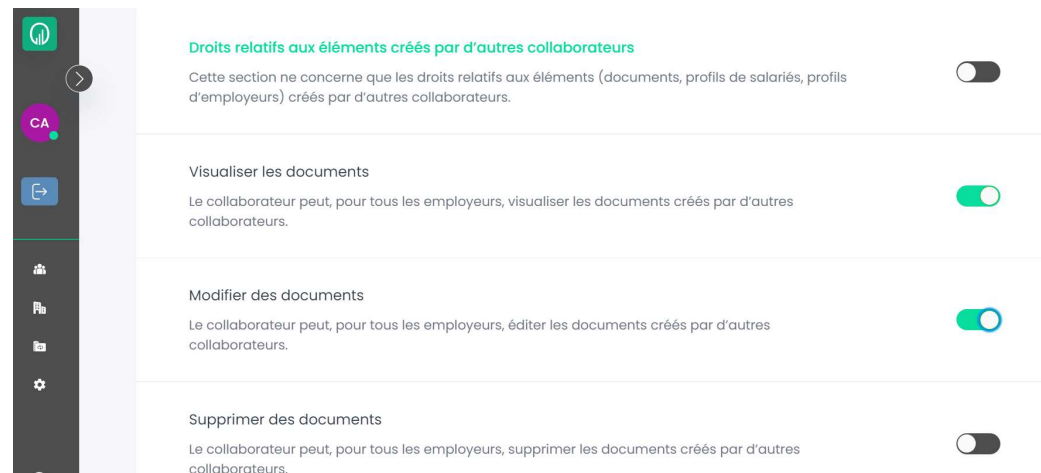 Droits relatifs aux éléments créés par d’autres collaborateurs
Cette section ne concerne que les droits relatifs aux éléments (documents, profils de salariés, profils
d’employeurs) créés par d’autres collaborateurs.
CA
Visualiser les documents
Le collaborateur peut, pour tous les employeurs, visualiser les documents créés par d’autres
collaborateurs.
Modifier des documents
Le collaborateur peut, pour tous les employeurs, éditer les documents créés par d’autres
collaborateurs.
Supprimer des documents
Le collaborateur peut, pour tous les employeurs, supprimer les documents créés par d’autres
collaborateurs.